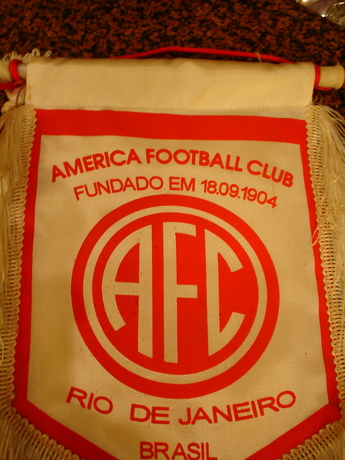 AMERICA FOOTBALL CLUB
FUNDADO EM 18.09.1904
AFC
RIO DE JANEIRO
BRASIL